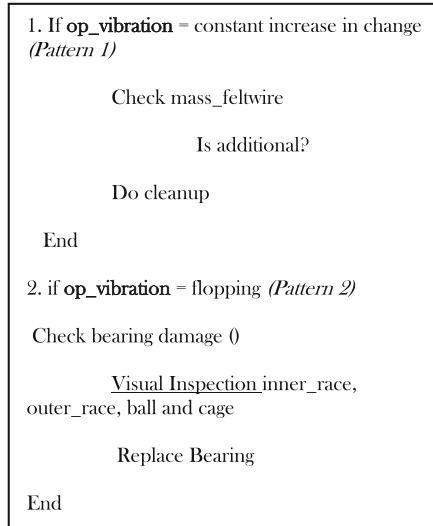 1. If op_vibration = constant increase in change
(Pattern 1)
Check mass_feltwire
Is additional?
Do cleanup
End
2. if op_vibration = flopping (Pattern 2)
Check bearing damage ()
Visual Inspection inner_race,
outer_race, ball and cage
Replace Bearing
End